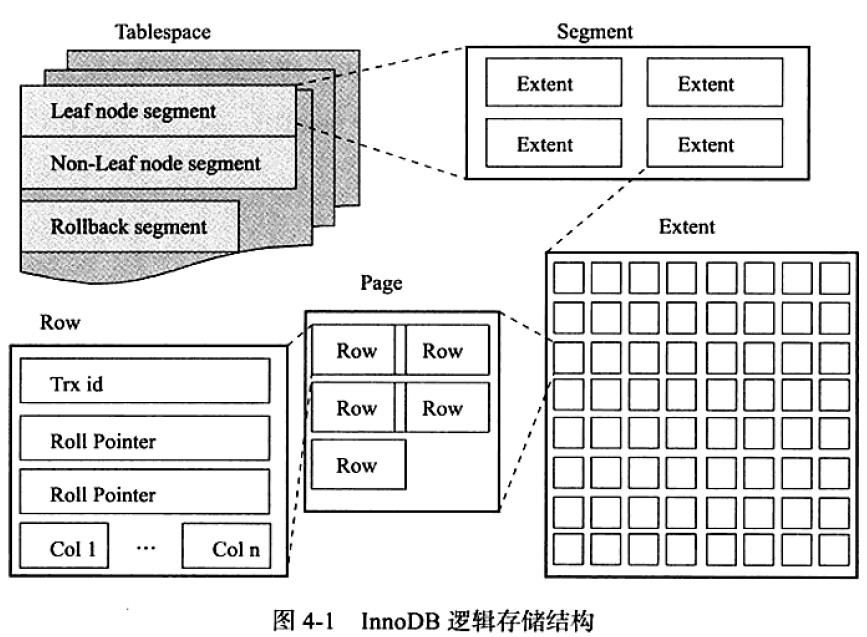 Tablespace
Leaf node segment
Non-Leaf node segment
Rollback segment
Segment
Extent Extent
Extent Extent
Extent
Page
Row Row
Row Row
Row
Row
Trx id
Roll Pointer
Roll Pointer
Col 1 ... Col n
图 4-1 InnoDB 逻辑存储结构